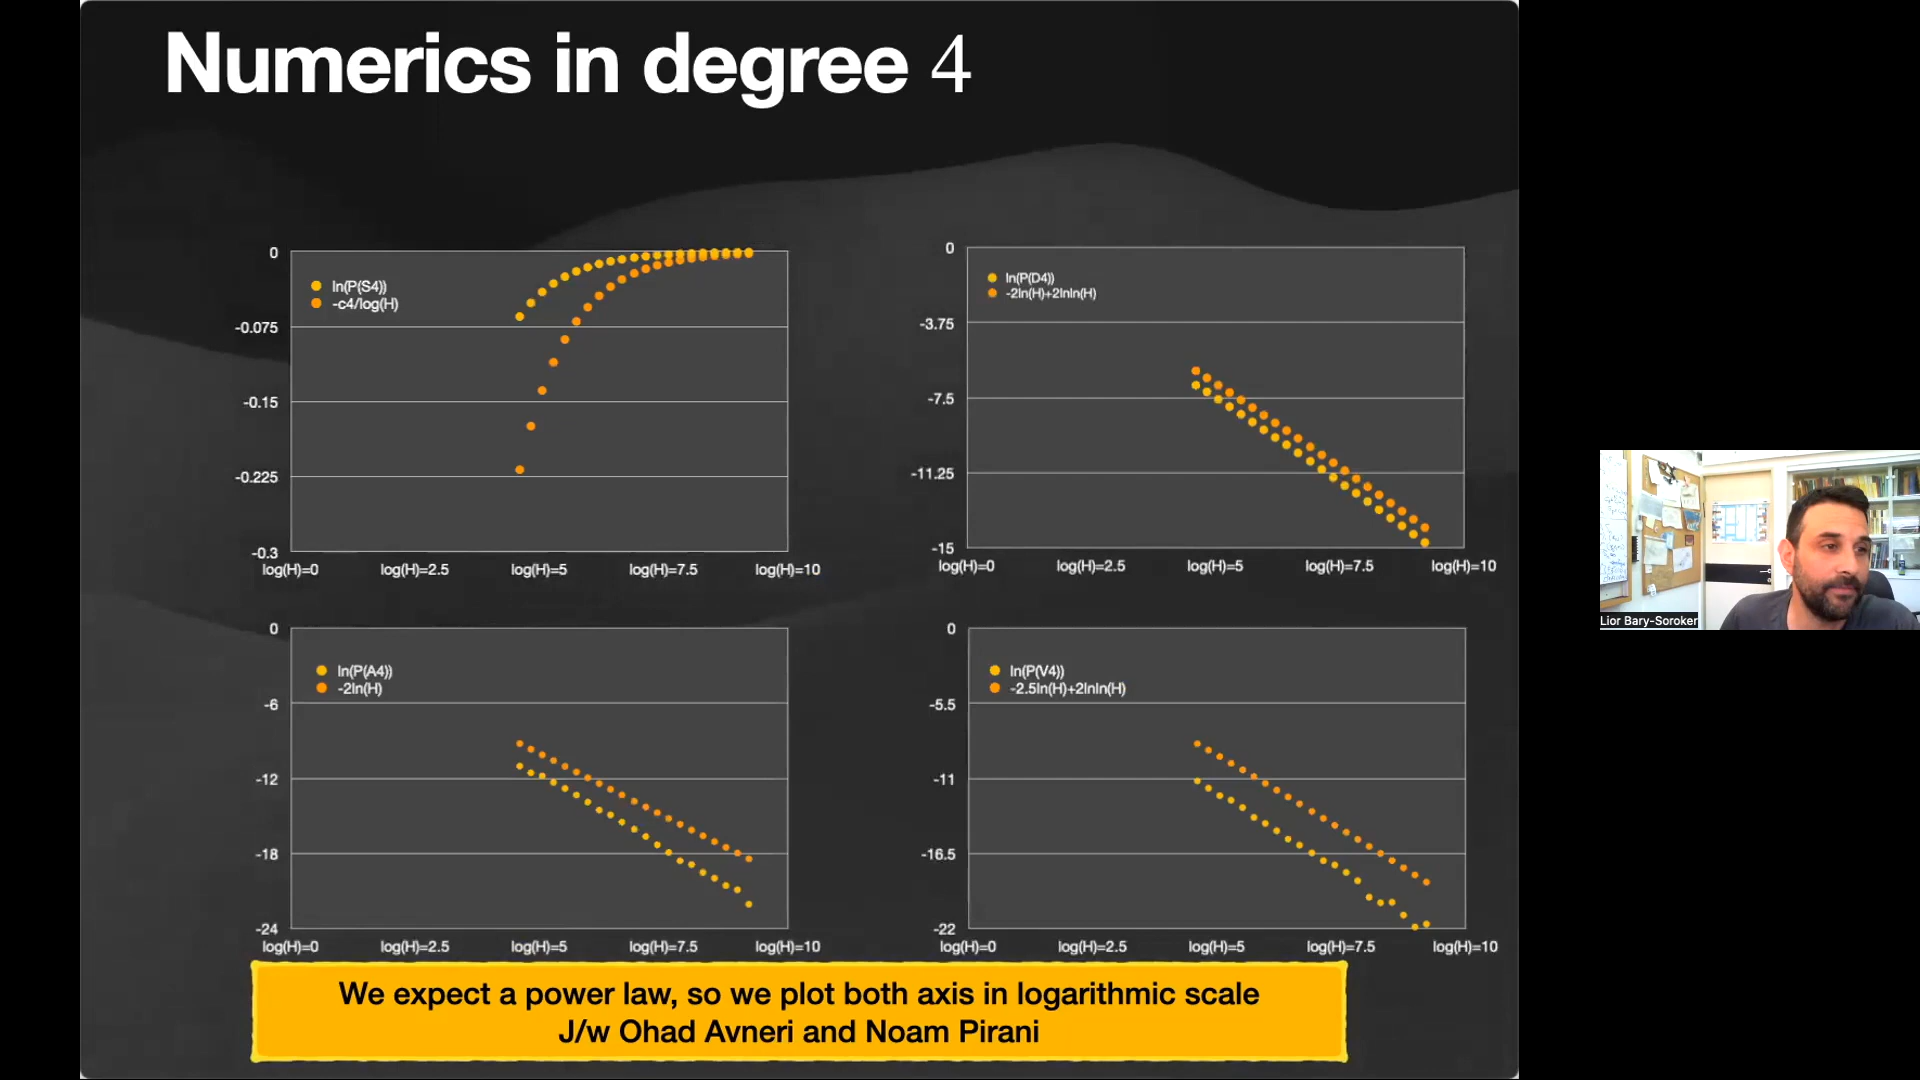 Numerics in degree 4
0
ln(P(S4))
-c4/log(H)
-0.075
-0.15
-0.225
-0.3
log(H)=0 log(H)=2.5 log(H)=5 log(H)=7.5 log(H)=10
0
ln(P(D4))
-2ln(H)+2lnln(H)
-3.75
-7.5
-11.25
-15
log(H)=0 log(H)=2.5 log(H)=5 log(H)=7.5 log(H)=10
0
ln(P(A4))
-2ln(H)
-6
-12
-18
-24
log(H)=0 log(H)=2.5 log(H)=5 log(H)=7.5 log(H)=10
0
ln(P(V4))
-2.5ln(H)+2lnln(H)
-5.5
-11
-16.5
-22
log(H)=0 log(H)=2.5 log(H)=5 log(H)=7.5 log(H)=10
We expect a power law, so we plot both axis in logarithmic scale
J/w Ohad Avneri and Noam Pirani
Lior Bary-Soroker